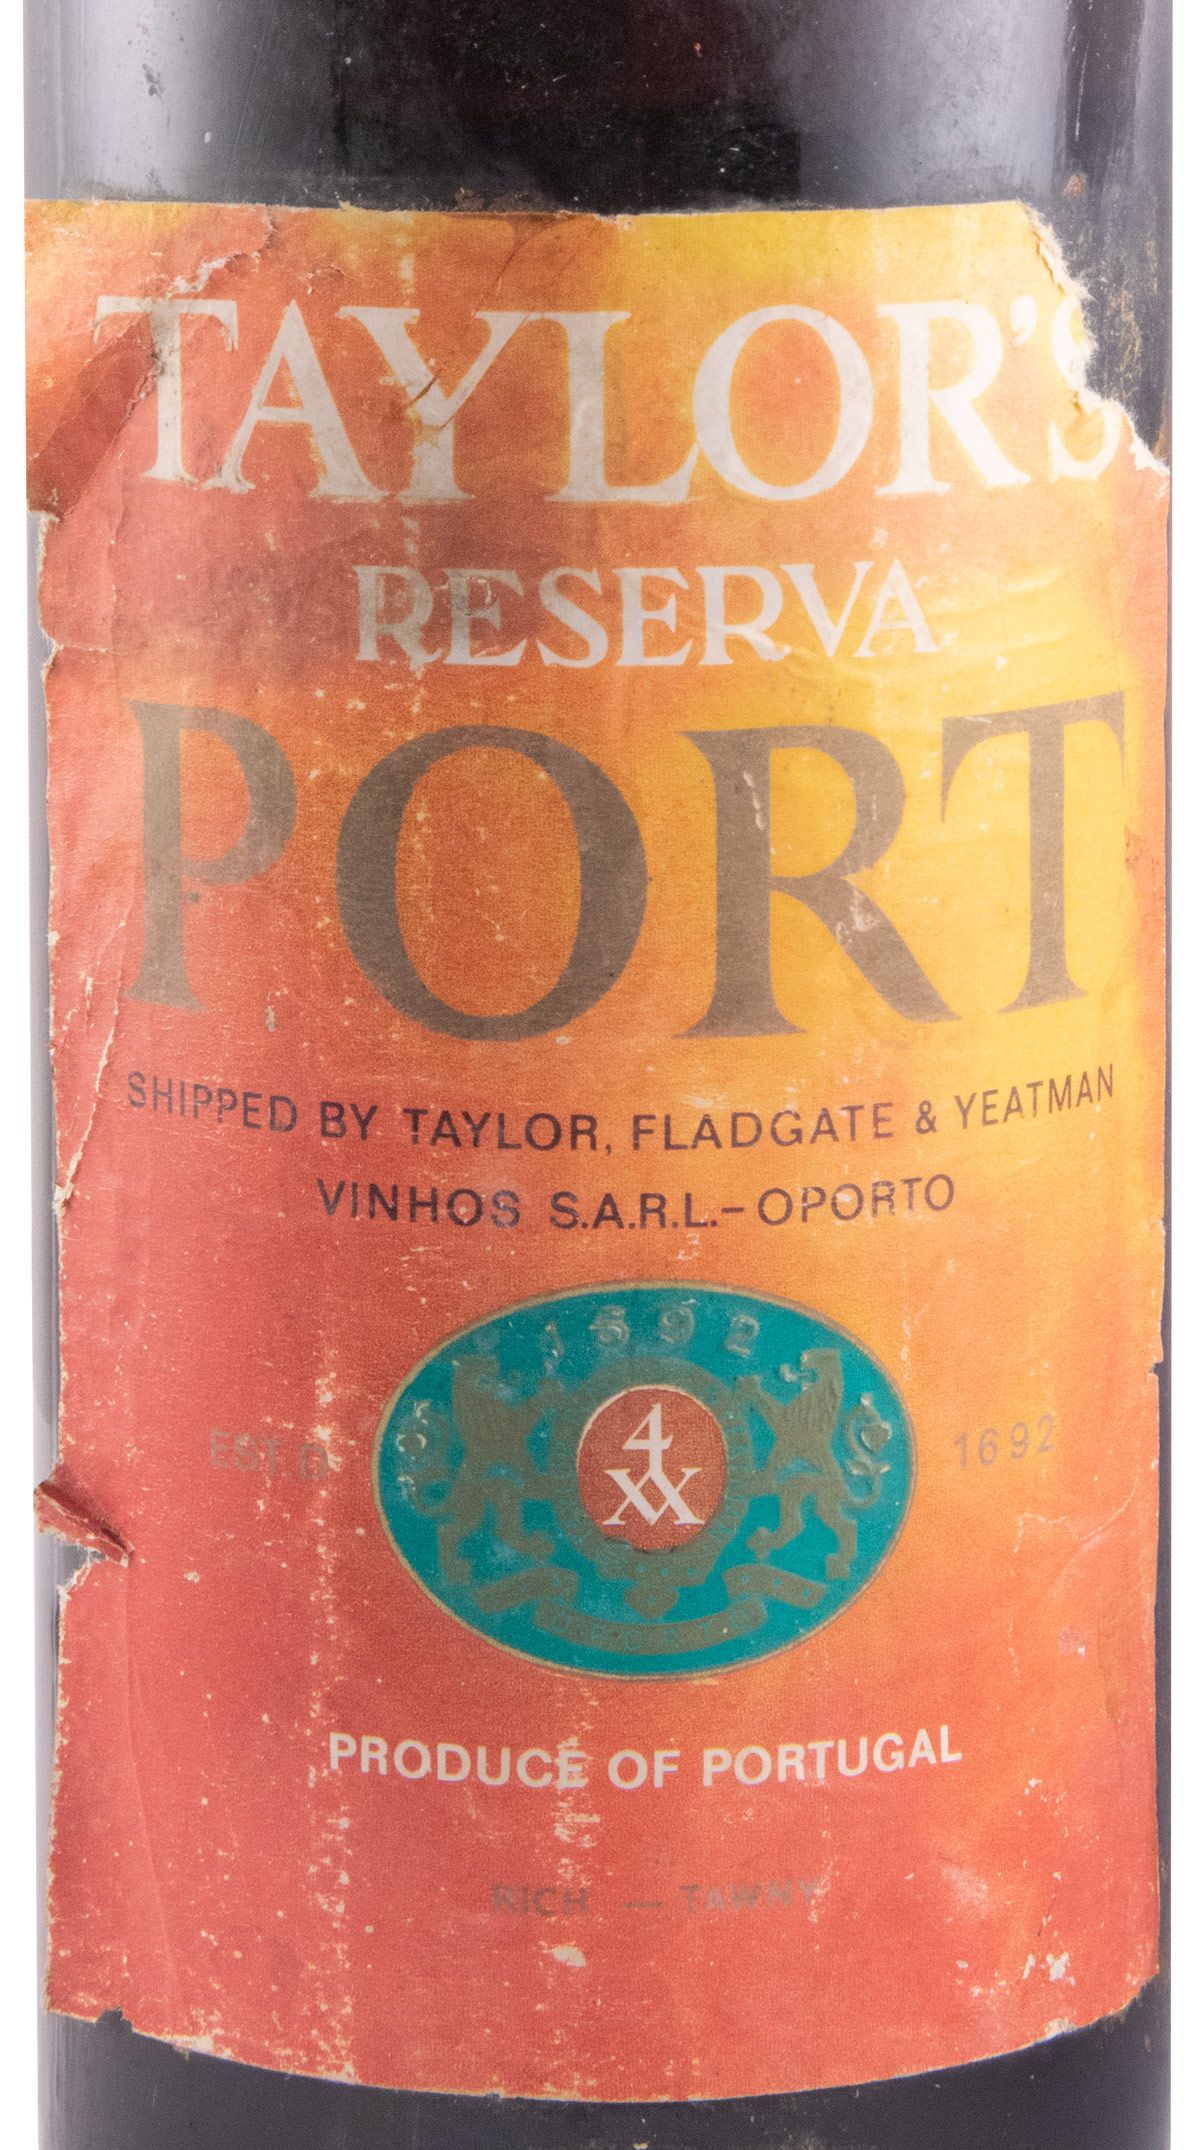 TAYLOR'S
RESERVA
PORT
SHIPPED BY TAYLOR, FLADGATE & YEATMAN
VINHOS S.A.R.L.–OPORTO
1692
EST.D 1692
4
XX
OPORTO
PRODUCE OF PORTUGAL
RICH — TAWNY